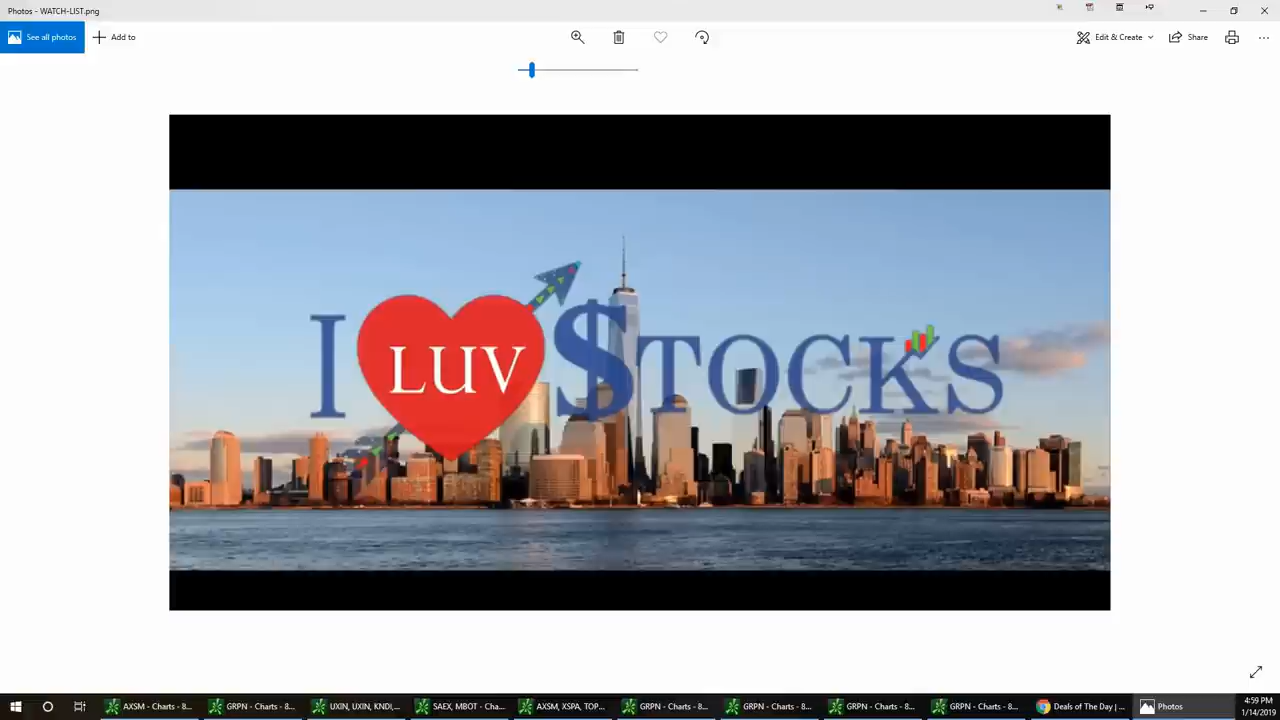 Photos - WATCH-LIST.png
See all photos
Add to
Edit & Create
Share
I LUV $TOCKS
AXSM - Charts - 8...
GRPN - Charts - 8...
UXIN, UXIN, KNDI,...
SAEX, MBOT - Cha...
AXSM, XSPA, TOP...
GRPN - Charts - 8...
GRPN - Charts - 8...
GRPN - Charts - 8...
GRPN - Charts - 8...
Deals of The Day | ...
Photos
4:59 PM
1/14/2019